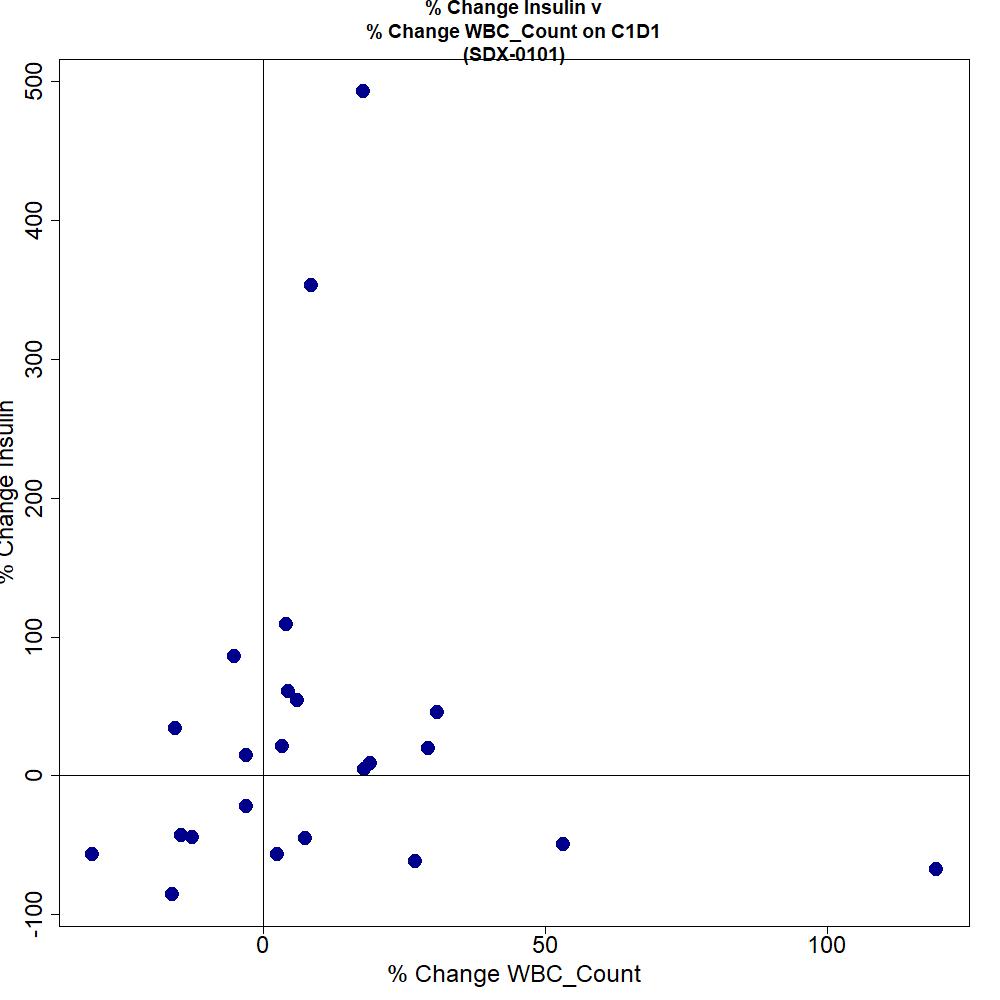 % Change Insulin v
% Change WBC_Count on C1D1
(SDX-0101)
500
400
300
200
100
0
-100
% Change Insulin
0 50 100
% Change WBC_Count